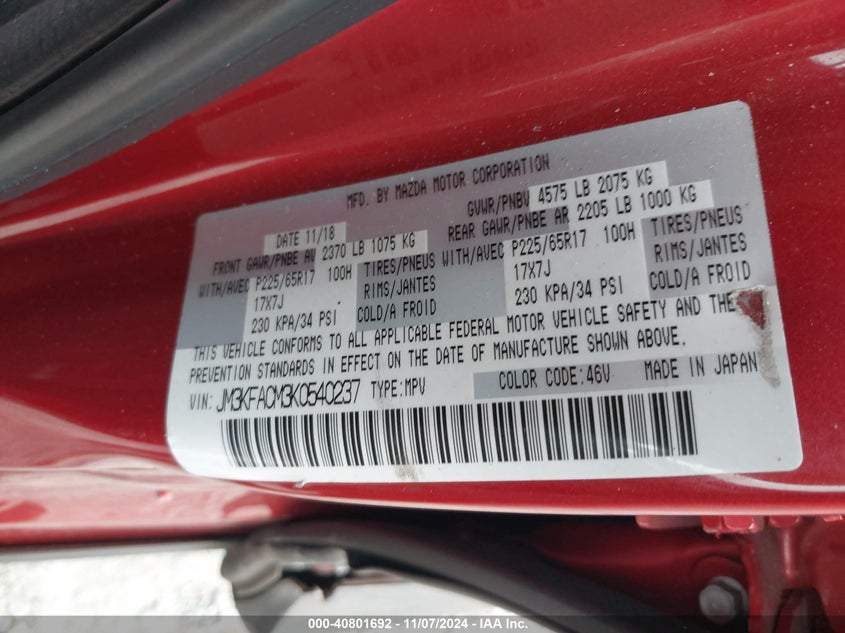 MFD. BY MAZDA MOTOR CORPORATION
DATE 11/18 GVWR/PNBV 4575 LB 2075 KG
FRONT GAWR/PNBE AV 2370 LB 1075 KG REAR GAWR/PNBE AR 2205 LB 1000 KG
WITH/AVEC P225/65R17 100H TIRES/PNEUS WITH/AVEC P225/65R17 100H TIRES/PNEUS
17X7J RIMS/JANTES 17X7J RIMS/JANTES
230 KPA/34 PSI COLD/A FROID 230 KPA/34 PSI COLD/A FROID
THIS VEHICLE CONFORMS TO ALL APPLICABLE FEDERAL MOTOR VEHICLE SAFETY AND THEFT
PREVENTION STANDARDS IN EFFECT ON THE DATE OF MANUFACTURE SHOWN ABOVE.
VIN: JM3KFACM3K0540237 TYPE:MPV COLOR CODE:46V MADE IN JAPAN
000-40801692 - 11/07/2024 - IAA Inc.